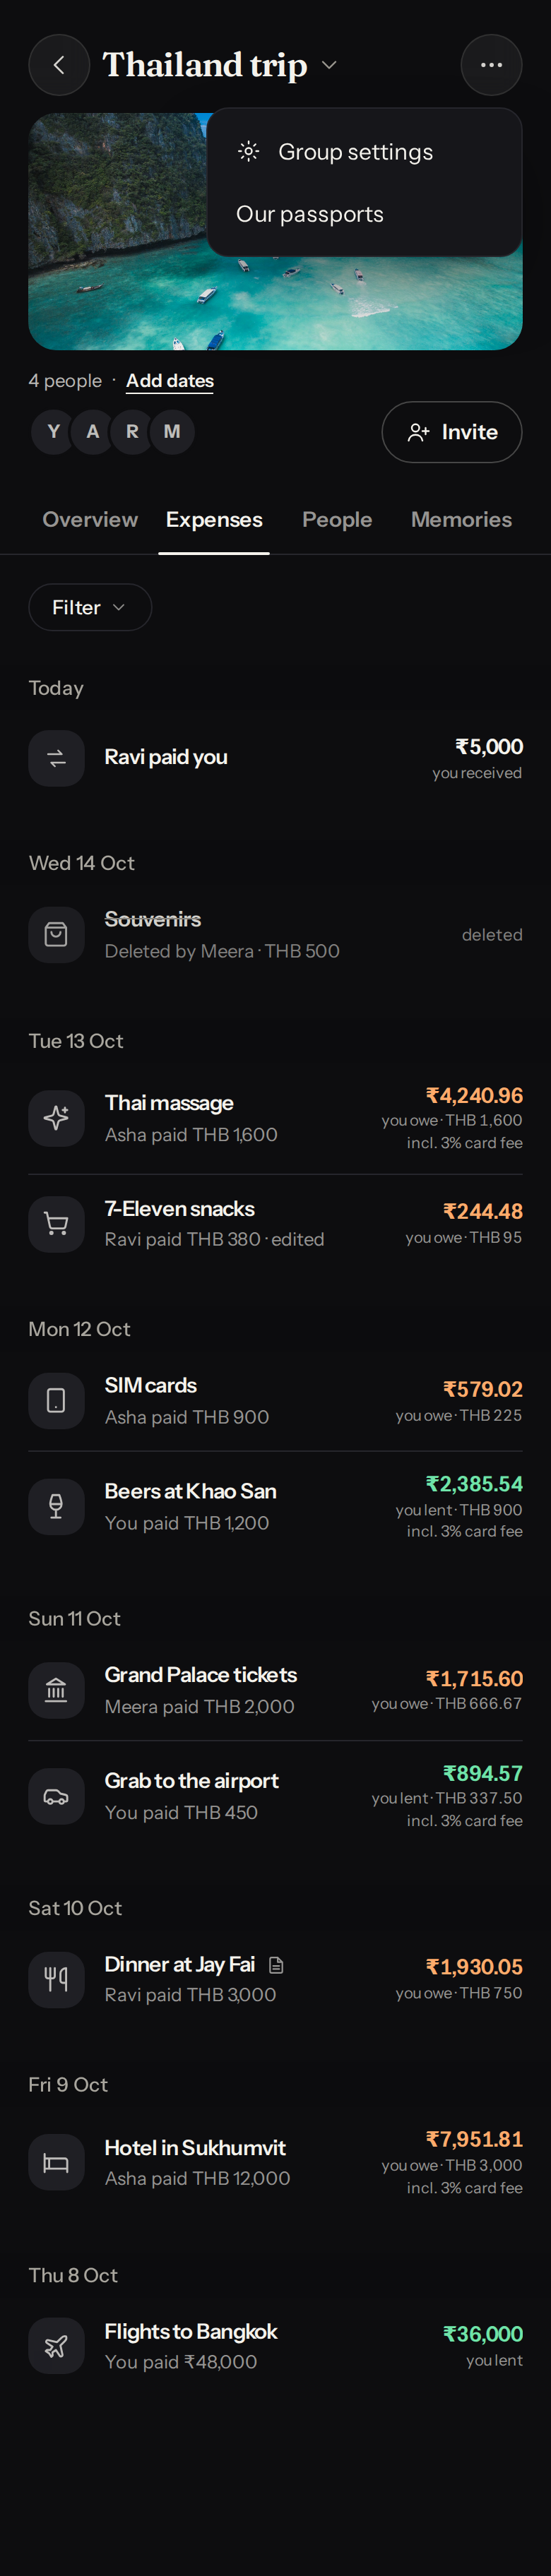 Thailand trip
Group settings
Our passports
4 people · Add dates
Y A R M
Invite
Overview Expenses People Memories
Filter
Today
Ravi paid you
₹5,000
you received
Wed 14 Oct
Souvenirs
Deleted by Meera · THB 500
deleted
Tue 13 Oct
Thai massage
Asha paid THB 1,600
₹4,240.96
you owe · THB 1,600
incl. 3% card fee
7-Eleven snacks
Ravi paid THB 380 · edited
₹244.48
you owe · THB 95
Mon 12 Oct
SIM cards
Asha paid THB 900
₹579.02
you owe · THB 225
Beers at Khao San
You paid THB 1,200
₹2,385.54
you lent · THB 900
incl. 3% card fee
Sun 11 Oct
Grand Palace tickets
Meera paid THB 2,000
₹1,715.60
you owe · THB 666.67
Grab to the airport
You paid THB 450
₹894.57
you lent · THB 337.50
incl. 3% card fee
Sat 10 Oct
Dinner at Jay Fai
Ravi paid THB 3,000
₹1,930.05
you owe · THB 750
Fri 9 Oct
Hotel in Sukhumvit
Asha paid THB 12,000
₹7,951.81
you owe · THB 3,000
incl. 3% card fee
Thu 8 Oct
Flights to Bangkok
You paid ₹48,000
₹36,000
you lent